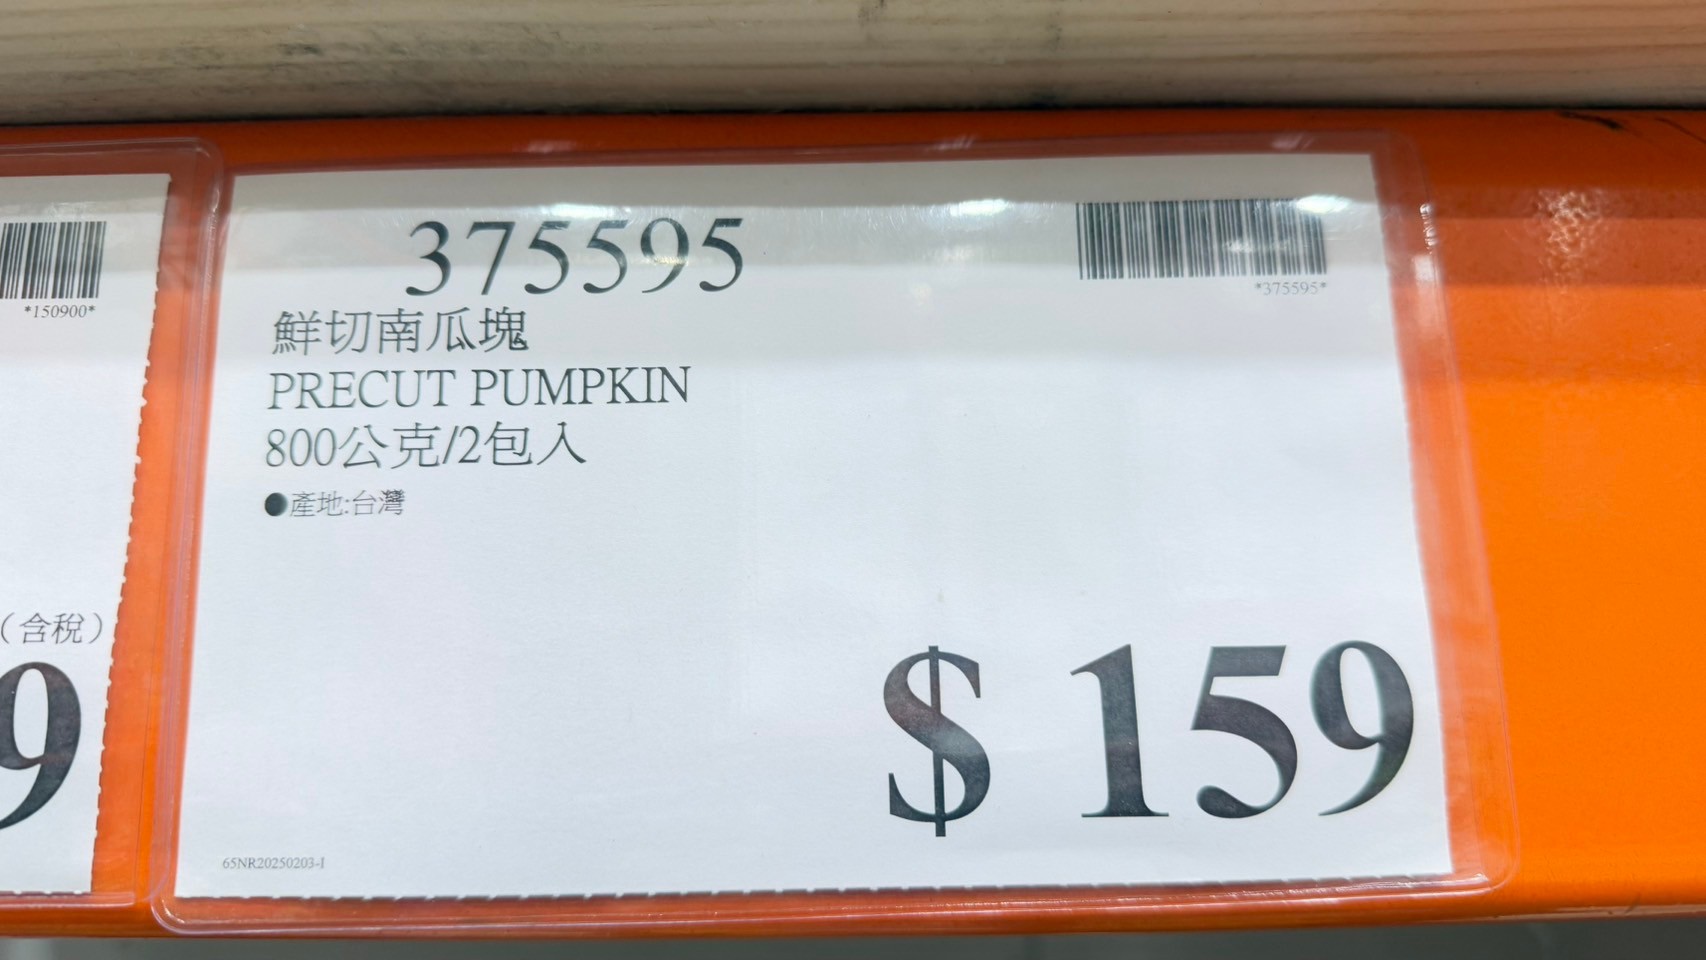 *150900*
（含稅）
9
375595
*375595*
鮮切南瓜塊
PRECUT PUMPKIN
800公克/2包入
●產地:台灣
$ 159
65NR20250203-I